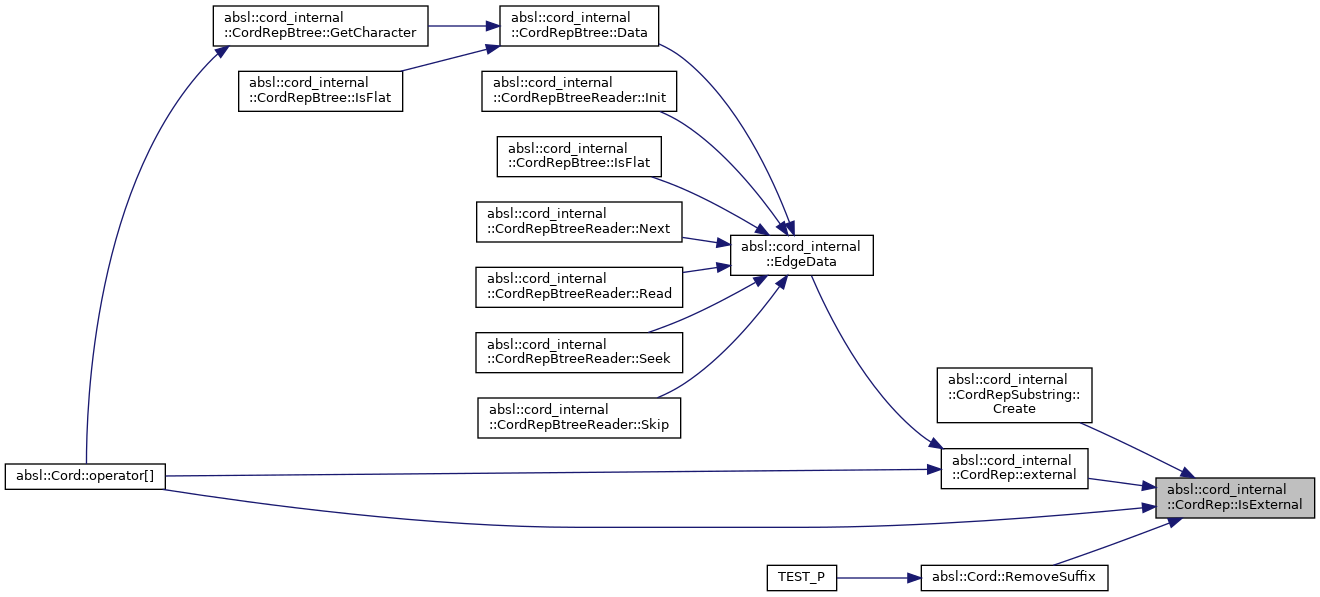 absl::cord_internal
::CordRepBtree::GetCharacter
absl::cord_internal
::CordRepBtree::Data
absl::cord_internal
::CordRepBtree::IsFlat
absl::cord_internal
::CordRepBtreeReader::Init
absl::cord_internal
::CordRepBtree::IsFlat
absl::cord_internal
::CordRepBtreeReader::Next
absl::cord_internal
::EdgeData
absl::cord_internal
::CordRepBtreeReader::Read
absl::cord_internal
::CordRepBtreeReader::Seek
absl::cord_internal
::CordRepBtreeReader::Skip
absl::cord_internal
::CordRepSubstring::
Create
absl::Cord::operator[]
absl::cord_internal
::CordRep::external
absl::cord_internal
::CordRep::IsExternal
TEST_P
absl::Cord::RemoveSuffix